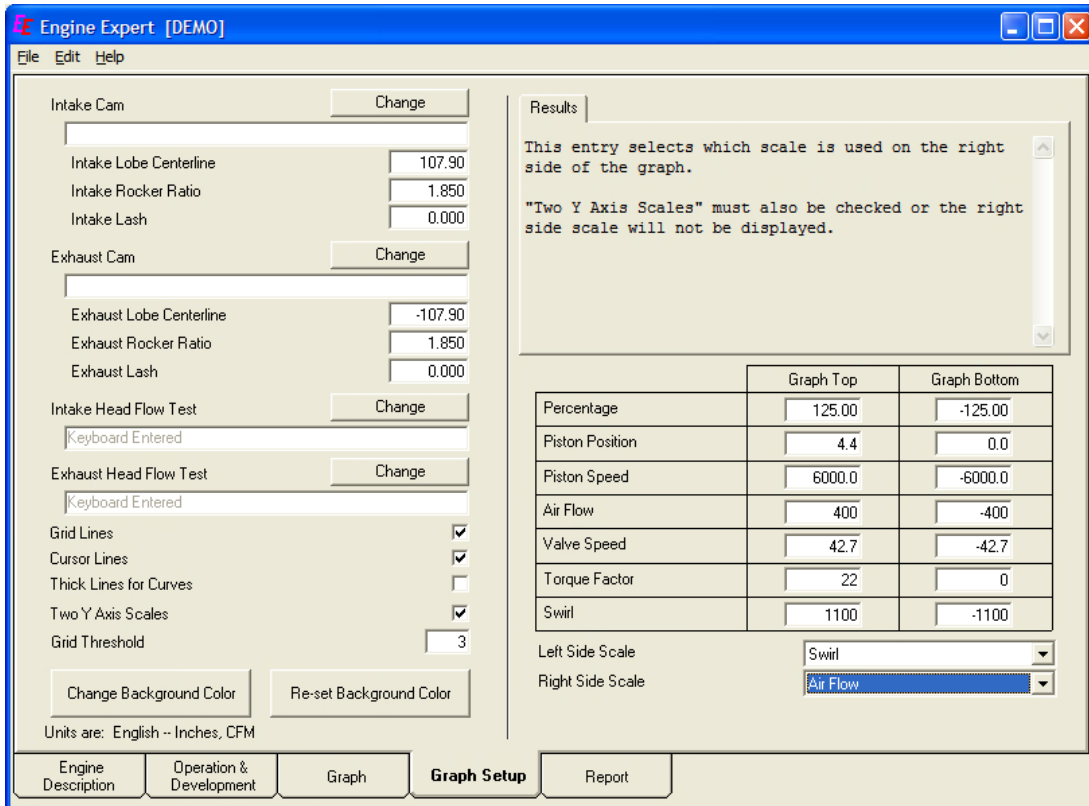 EE Engine Expert [DEMO]
File Edit Help
Intake Cam
Change
Intake Lobe Centerline 107.90
Intake Rocker Ratio 1.850
Intake Lash 0.000
Exhaust Cam
Change
Exhaust Lobe Centerline -107.90
Exhaust Rocker Ratio 1.850
Exhaust Lash 0.000
Intake Head Flow Test
Change
Keyboard Entered
Exhaust Head Flow Test
Change
Keyboard Entered
Grid Lines
Cursor Lines
Thick Lines for Curves
Two Y Axis Scales
Grid Threshold 3
Change Background Color
Re-set Background Color
Units are: English -- Inches, CFM
Results
This entry selects which scale is used on the right
side of the graph.
"Two Y Axis Scales" must also be checked or the right
side scale will not be displayed.
Graph Top Graph Bottom
Percentage 125.00 -125.00
Piston Position 4.4 0.0
Piston Speed 6000.0 -6000.0
Air Flow 400 -400
Valve Speed 42.7 -42.7
Torque Factor 22 0
Swirl 1100 -1100
Left Side Scale Swirl
Right Side Scale Air Flow
Engine
Description
Operation &
Development
Graph
Graph Setup
Report